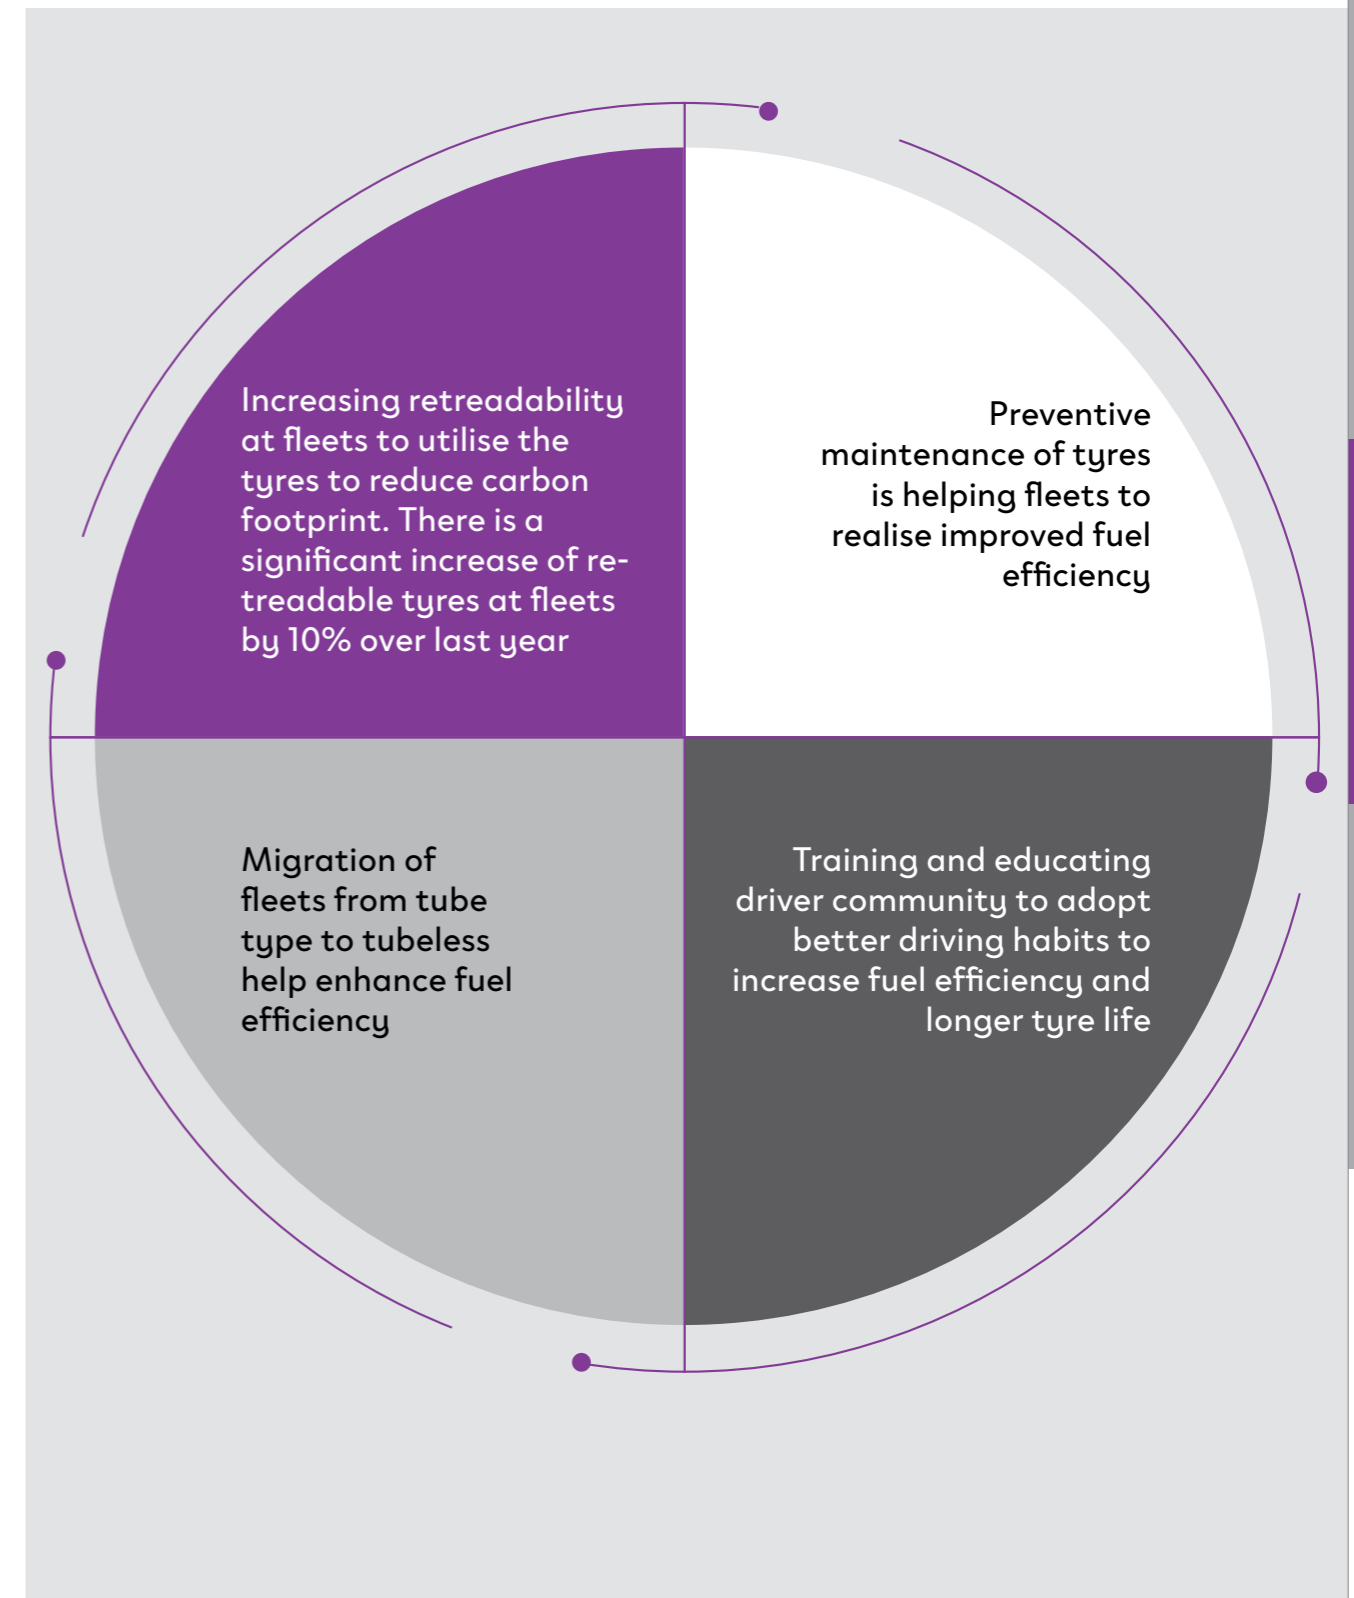 Increasing retreadability
at fleets to utilise the
tyres to reduce carbon
footprint. There is a
significant increase of re-
treadable tyres at fleets
by 10% over last year
Preventive
maintenance of tyres
is helping fleets to
realise improved fuel
efficiency
Migration of
fleets from tube
type to tubeless
help enhance fuel
efficiency
Training and educating
driver community to adopt
better driving habits to
increase fuel efficiency and
longer tyre life